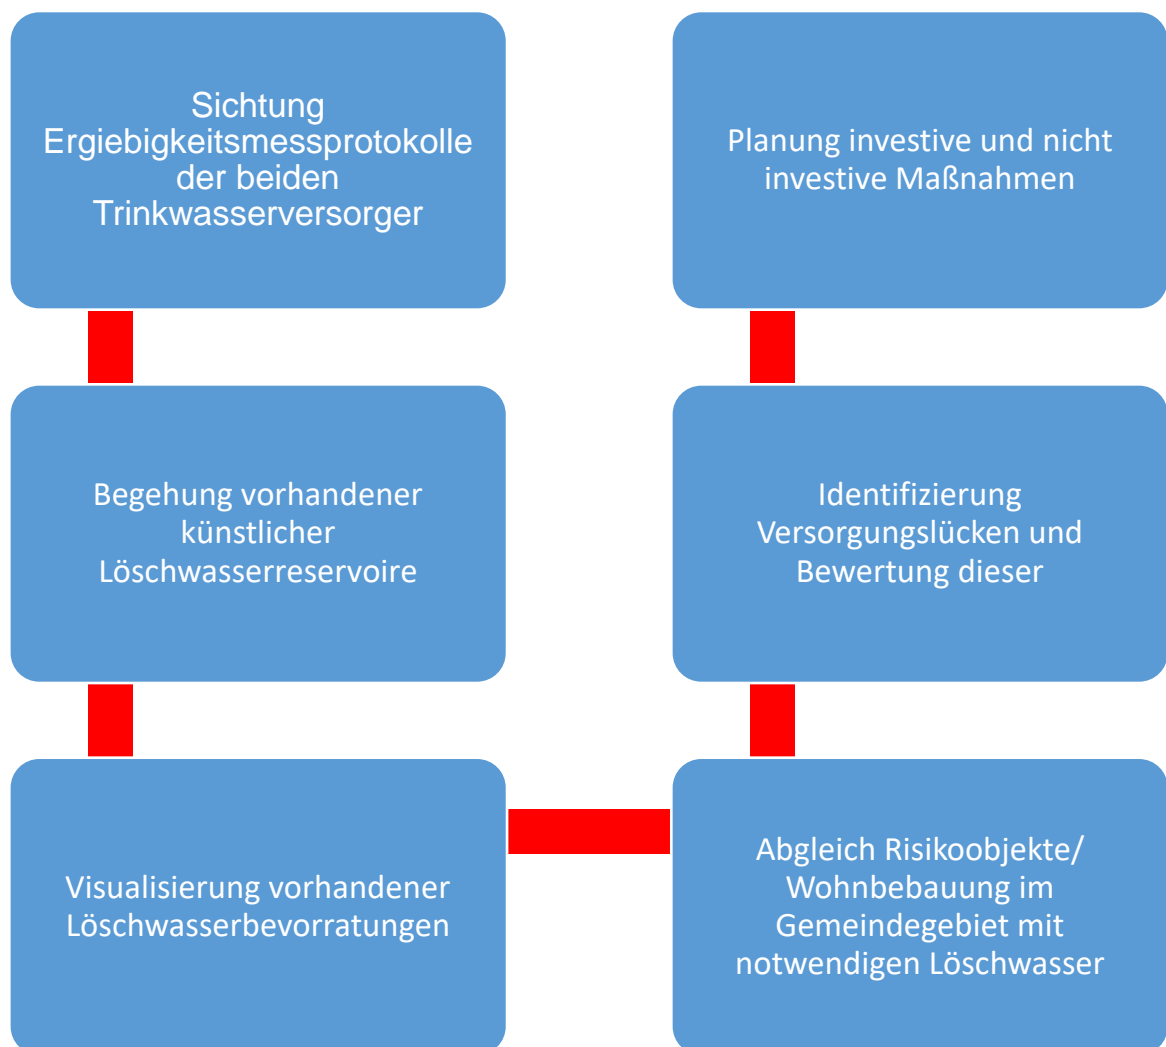 Sichtung
Ergiebigkeitsmessprotokolle
der beiden
Trinkwasserversorger
Begehung vorhandener
künstlicher
Löschwasserreservoire
Visualisierung vorhandener
Löschwasserbevorratungen
Abgleich Risikoobjekte/
Wohnbebauung im
Gemeindegebiet mit
notwendigen Löschwasser
Identifizierung
Versorgungslücken und
Bewertung dieser
Planung investive und nicht
investive Maßnahmen